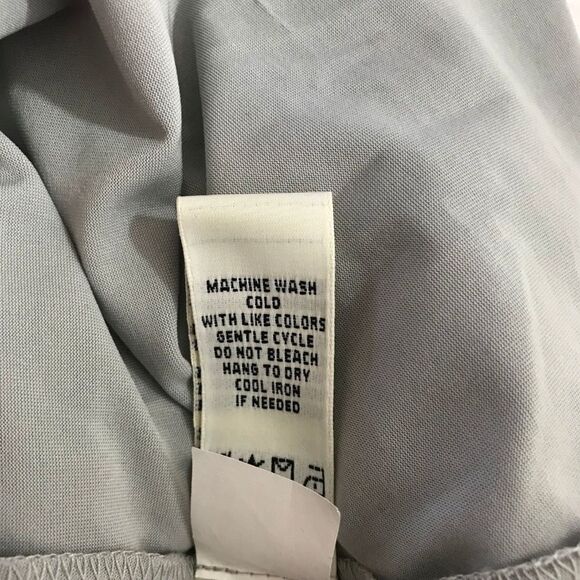 MACHINE WASH
COLD
WITH LIKE COLORS
GENTLE CYCLE
DO NOT BLEACH
HANG TO DRY
COOL IRON
IF NEEDED